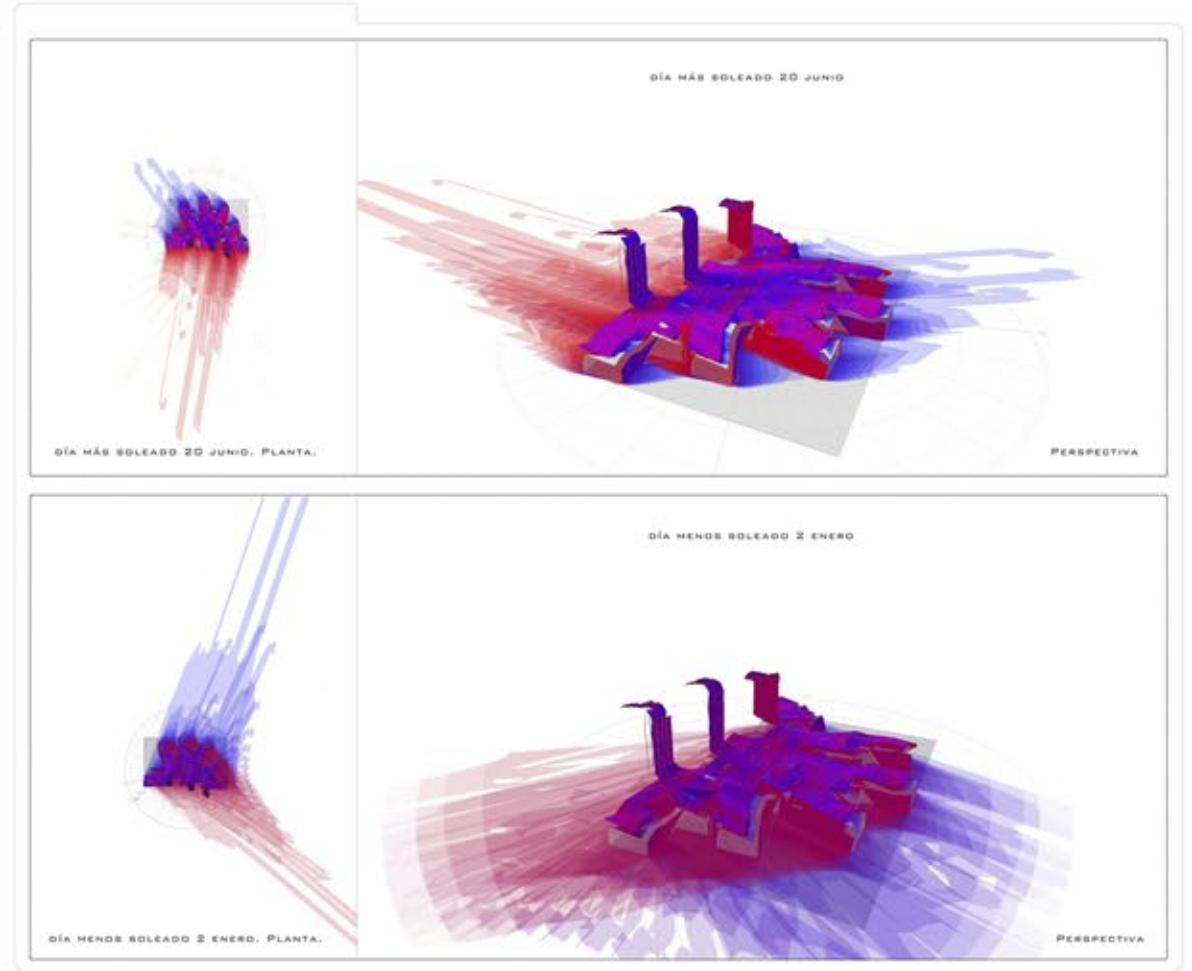 DÍA MÁS SOLEADO 20 JUNIO
DÍA MÁS SOLEADO 20 JUNIO. PLANTA.
PERSPECTIVA
DÍA MENOS SOLEADO 2 ENERO
DÍA MENOS SOLEADO 2 ENERO. PLANTA.
PERSPECTIVA